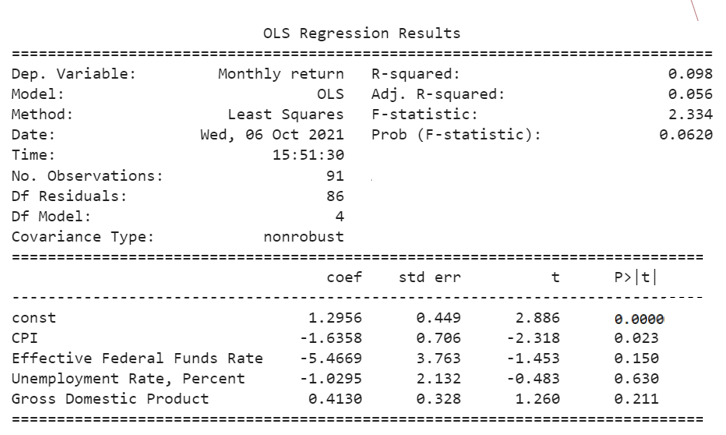 OLS Regression Results
==============================================================================
Dep. Variable: Monthly return R-squared: 0.098
Model: OLS Adj. R-squared: 0.056
Method: Least Squares F-statistic: 2.334
Date: Wed, 06 Oct 2021 Prob (F-statistic): 0.0620
Time: 15:51:30
No. Observations: 91
Df Residuals: 86
Df Model: 4
Covariance Type: nonrobust
==============================================================================
coef std err t P>|t|
------------------------------------------------------------------------------
const 1.2956 0.449 2.886 0.0000
CPI -1.6358 0.706 -2.318 0.023
Effective Federal Funds Rate -5.4669 3.763 -1.453 0.150
Unemployment Rate, Percent -1.0295 2.132 -0.483 0.630
Gross Domestic Product 0.4130 0.328 1.260 0.211
==============================================================================